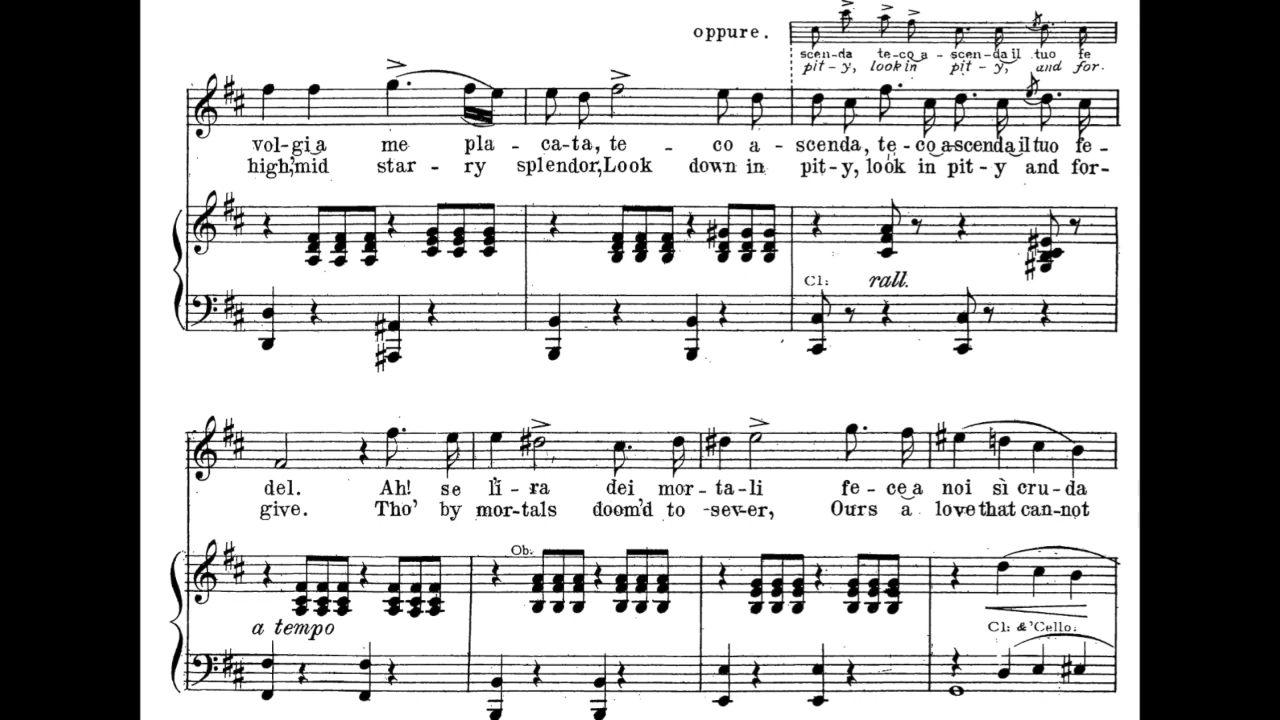 oppure.
scen-da te-co a-scen-da il tuo fe
pit-y, look in pit-y, and for-
vol-gi a me pla-ca-ta, te - co a-scenda, te-co ascenda il tuo fe-
high,'mid star-ry splendor, Look down in pit-y, look in pit-y and for-
Cl: rall.
del. Ah! se li-ra dei mor-ta-li fe-ce a noi sì cru-da
give. Tho' by mor-tals doom'd to sev-er, Ours a love that can-not
Ob:
a tempo
Cl: & 'Cello: